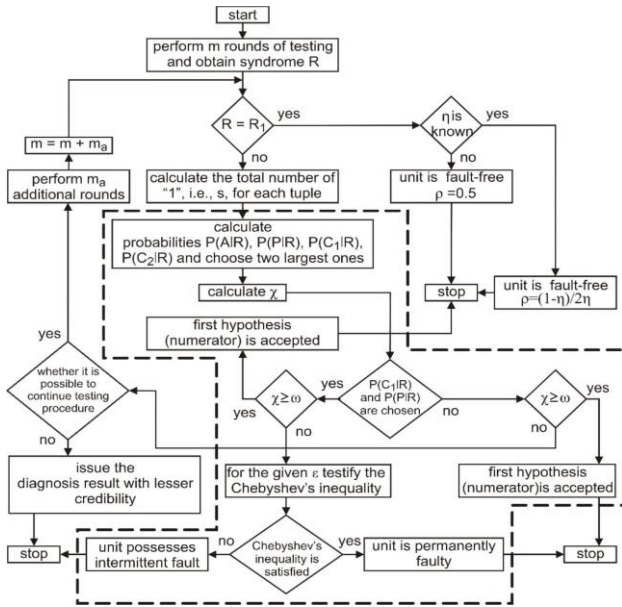 start
perform m rounds of testing
and obtain syndrome R
R = R₁
yes
η is
known
yes
no
no
m = m + mₐ
perform mₐ
additional rounds
calculate the total number of
"1", i.e., s, for each tuple
unit is fault-free
ρ =0.5
calculate
probabilities P(A|R), P(P|R), P(C₁|R),
P(C₂|R) and choose two largest ones
calculate χ
stop
unit is fault-free
ρ=(1-η)/2η
yes
first hypothesis
(numerator) is accepted
whether it is
possible to
continue testing
procedure
yes
χ≥ω
yes
P(C₁|R)
and P(P|R)
are chosen
no
χ≥ω
yes
no
no
no
issue the
diagnosis result with lesser
credibility
for the given ε testify the
Chebyshev's inequality
first hypothesis
(numerator)is accepted
stop
unit possesses
intermittent fault
no
Chebyshev's
inequality is
satisfied
yes
unit is permanently
faulty
stop